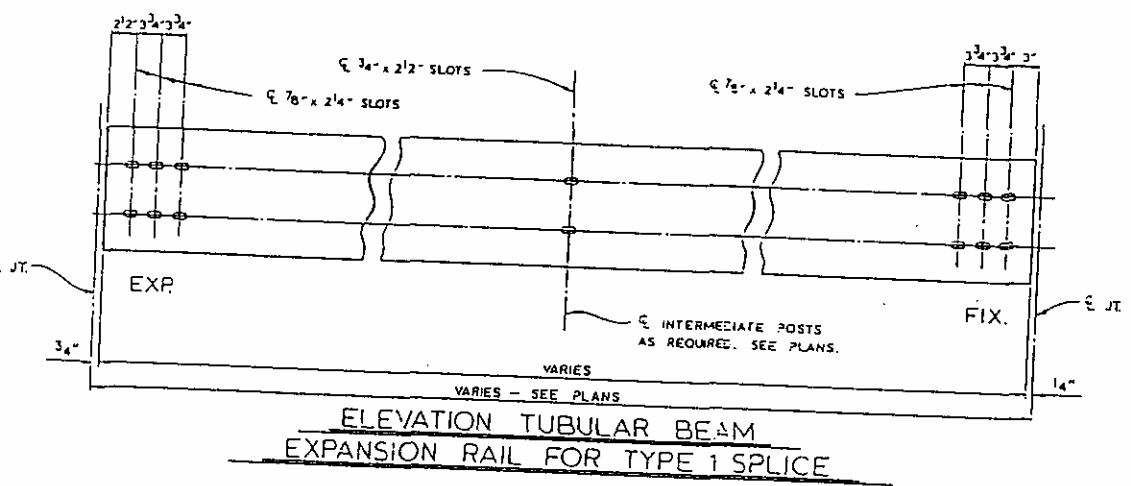 2½" 3¾" 3¾"
3¾" 3¾" 3"
℄ ¾" x 2½" SLOTS
℄ ⅞" x 2¼" SLOTS
℄ ⅞" x 2¼" SLOTS
JT.
EXP.
FIX.
℄ JT.
℄ INTERMEDIATE POSTS
AS REQUIRED. SEE PLANS.
¾"
VARIES
¼"
VARIES – SEE PLANS
ELEVATION TUBULAR BEAM
EXPANSION RAIL FOR TYPE 1 SPLICE